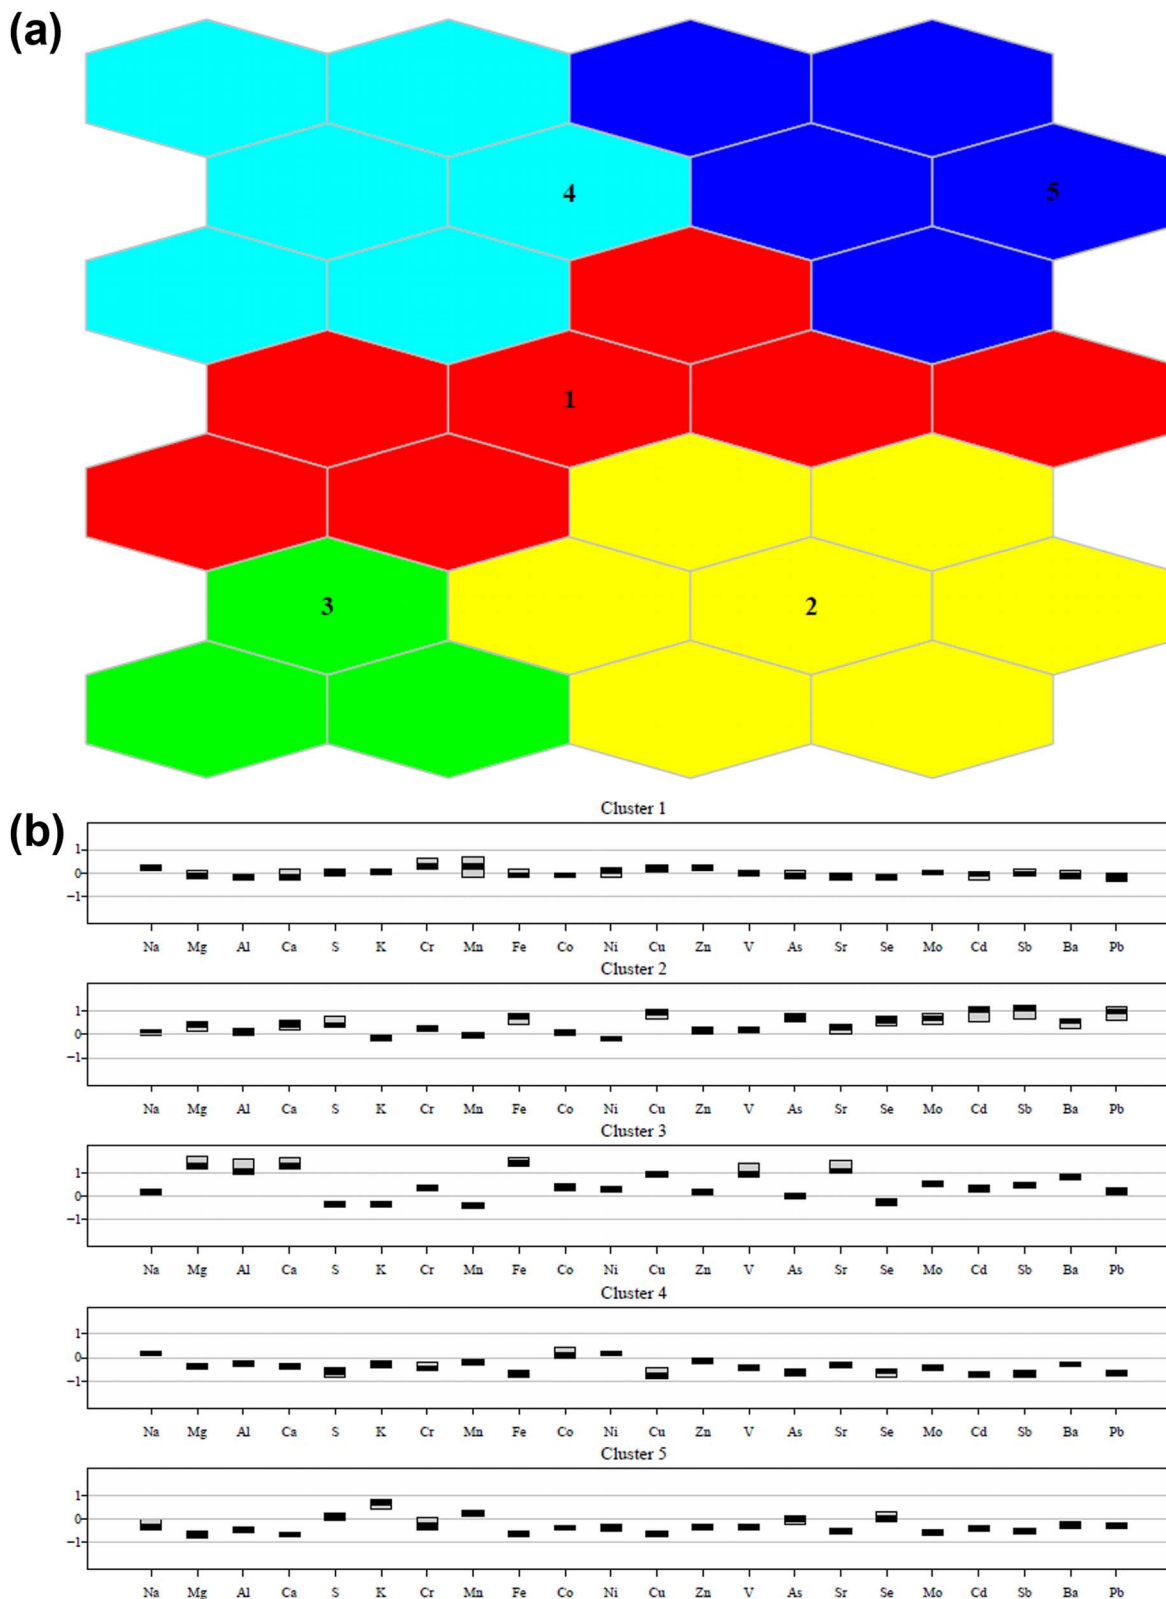 (a)
4
5
1
3
2
(b)
Cluster 1
1
0
−1
Na Mg Al Ca S K Cr Mn Fe Co Ni Cu Zn V As Sr Se Mo Cd Sb Ba Pb
Cluster 2
1
0
−1
Na Mg Al Ca S K Cr Mn Fe Co Ni Cu Zn V As Sr Se Mo Cd Sb Ba Pb
Cluster 3
1
0
−1
Na Mg Al Ca S K Cr Mn Fe Co Ni Cu Zn V As Sr Se Mo Cd Sb Ba Pb
Cluster 4
1
0
−1
Na Mg Al Ca S K Cr Mn Fe Co Ni Cu Zn V As Sr Se Mo Cd Sb Ba Pb
Cluster 5
1
0
−1
Na Mg Al Ca S K Cr Mn Fe Co Ni Cu Zn V As Sr Se Mo Cd Sb Ba Pb